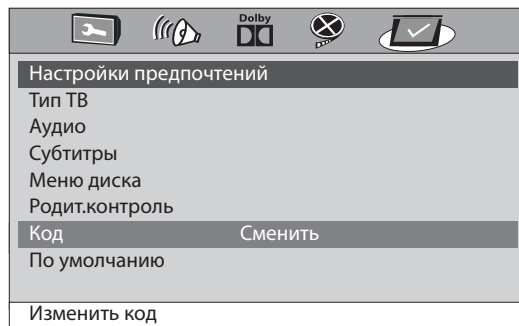 Dolby
Настройки предпочтений
Тип ТВ
Аудио
Субтитры
Меню диска
Родит.контроль
Код Сменить
По умолчанию
Изменить код